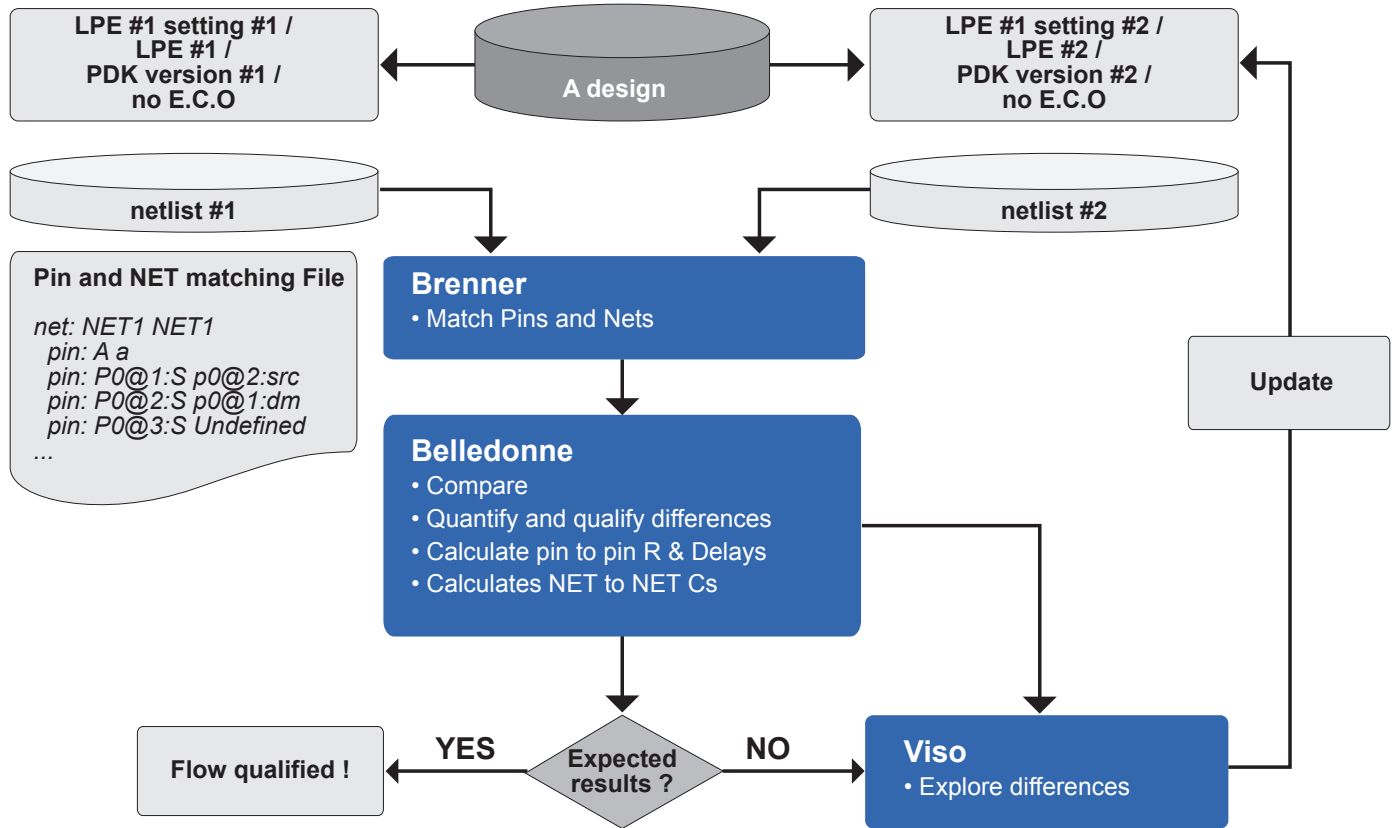 LPE #1 setting #1 /
LPE #1 /
PDK version #1 /
no E.C.O
A design
LPE #1 setting #2 /
LPE #2 /
PDK version #2 /
no E.C.O
netlist #1
netlist #2
Pin and NET matching File
net: NET1 NET1
pin: A a
pin: P0@1:S p0@2:src
pin: P0@2:S p0@1:dm
pin: P0@3:S Undefined
...
Brenner
• Match Pins and Nets
Update
Belledonne
• Compare
• Quantify and qualify differences
• Calculate pin to pin R & Delays
• Calculates NET to NET Cs
Flow qualified !
YES
Expected
results ?
NO
Viso
• Explore differences